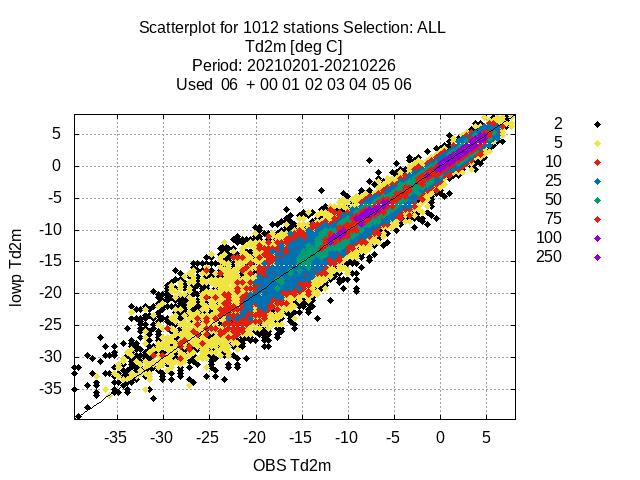 Scatterplot for 1012 stations Selection: ALL
Td2m [deg C]
Period: 20210201-20210226
Used  06  + 00 01 02 03 04 05 06
2
5
10
25
50
75
100
250
5
0
-5
-10
-15
-20
-25
-30
-35
iowp Td2m
-35 -30 -25 -20 -15 -10 -5 0 5
OBS Td2m